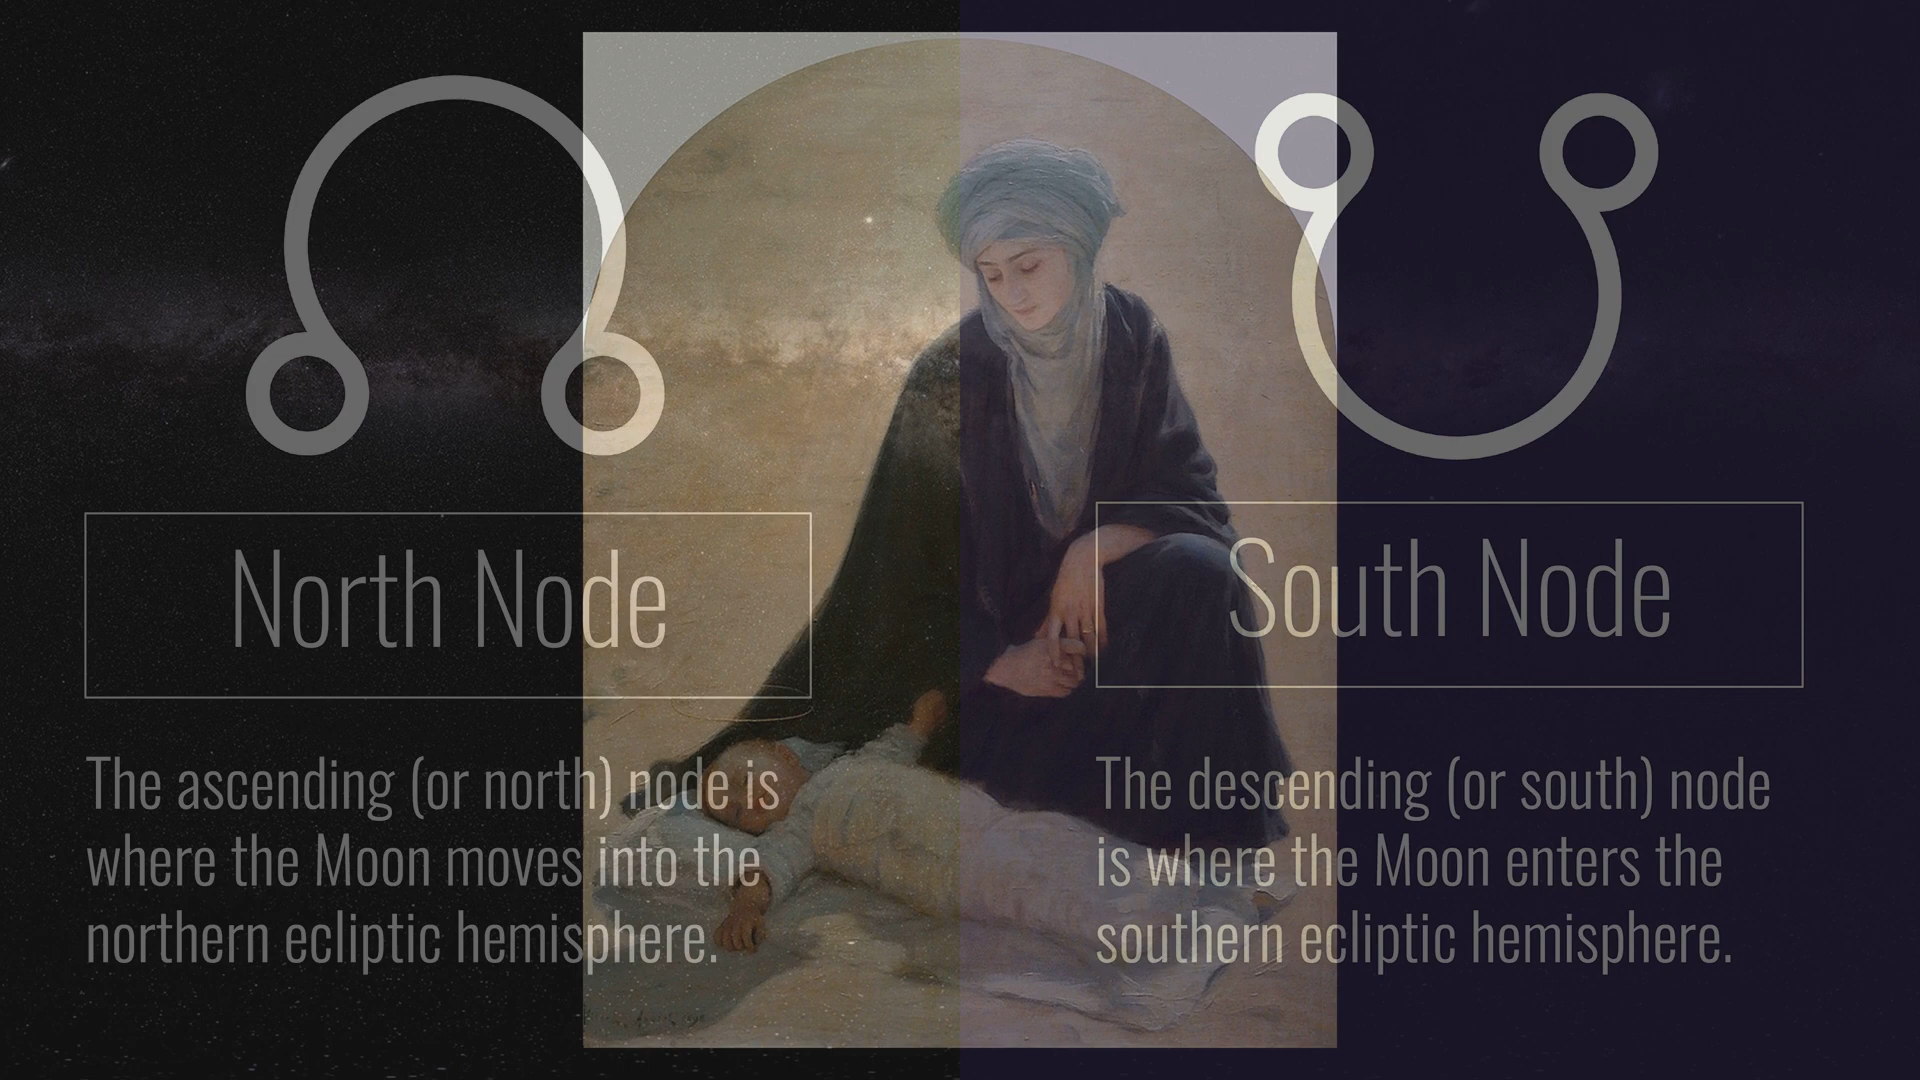 North Node
The ascending (or north) node is
where the Moon moves into the
northern ecliptic hemisphere.
South Node
The descending (or south) node
is where the Moon enters the
southern ecliptic hemisphere.